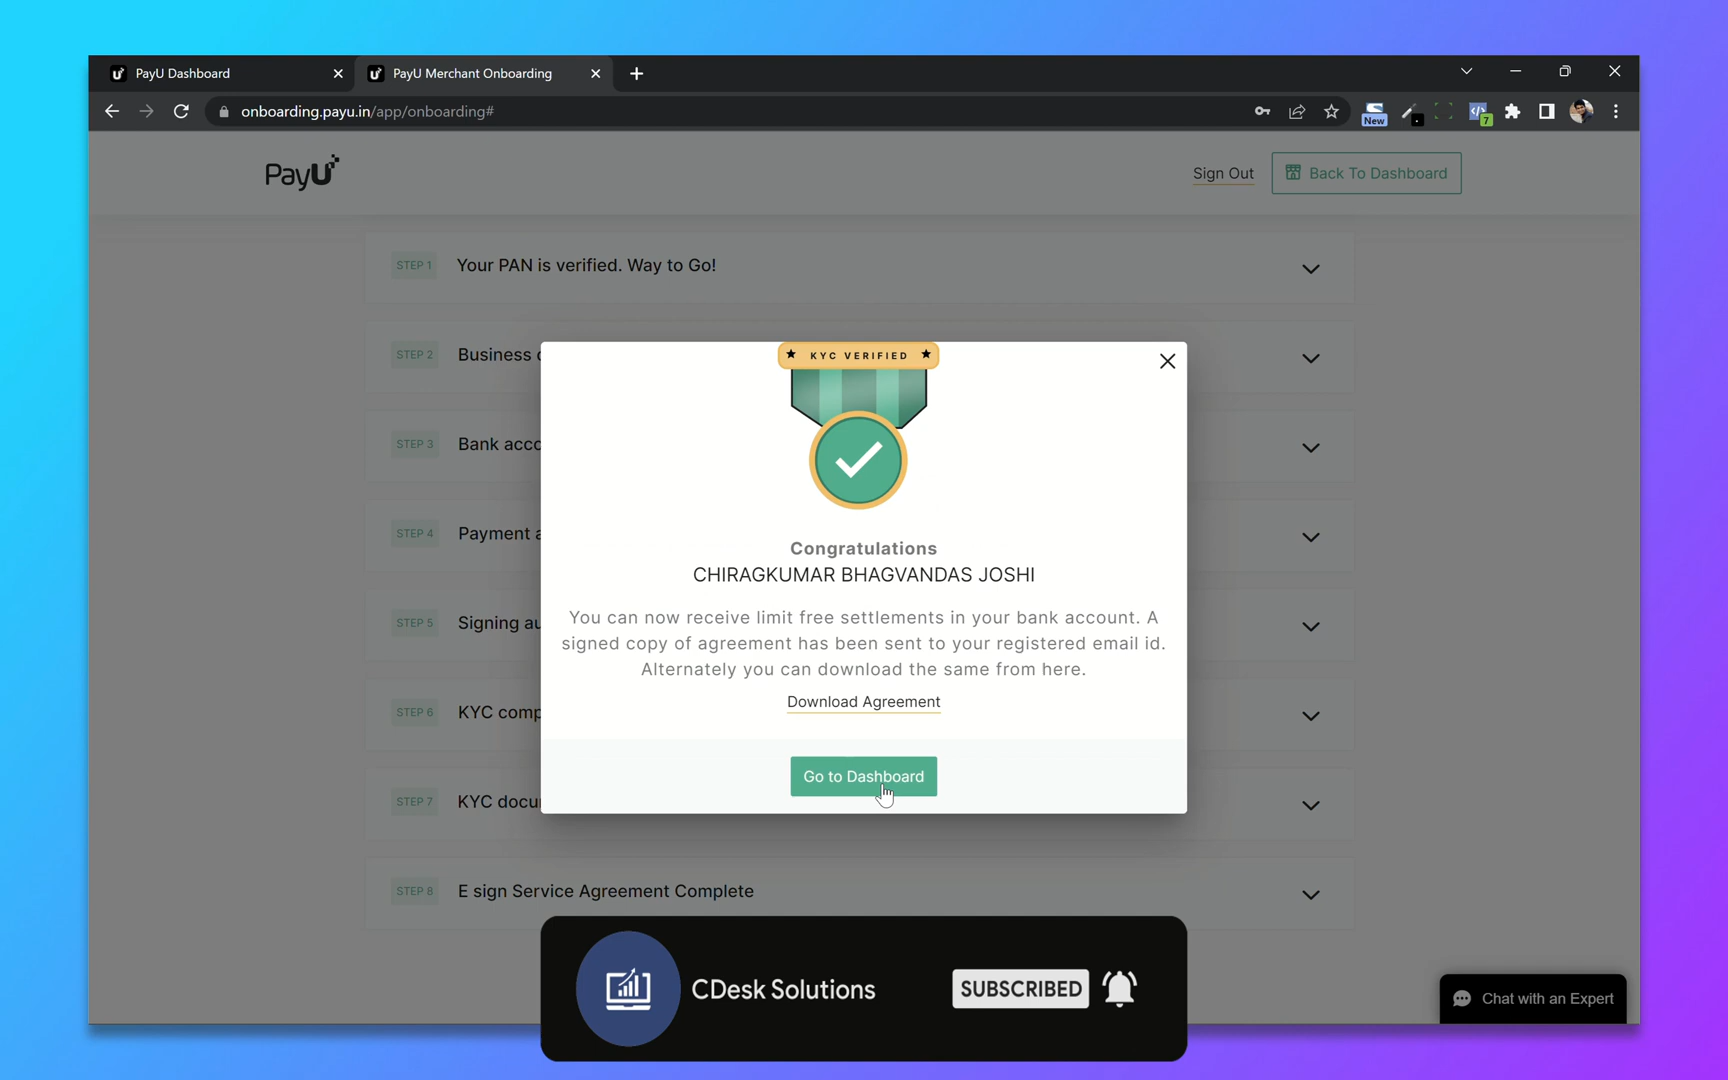 PayU Dashboard
PayU Merchant Onboarding
onboarding.payu.in/app/onboarding#
New
7
PayU
Sign Out
Back To Dashboard
STEP 1
Your PAN is verified. Way to Go!
STEP 2
Business
STEP 3
Bank acco
STEP 4
Payment a
STEP 5
Signing au
STEP 6
KYC comp
STEP 7
KYC docu
STEP 8
E sign Service Agreement Complete
★ KYC VERIFIED ★
Congratulations
CHIRAGKUMAR BHAGVANDAS JOSHI
You can now receive limit free settlements in your bank account. A
signed copy of agreement has been sent to your registered email id.
Alternately you can download the same from here.
Download Agreement
Go to Dashboard
CDesk Solutions
SUBSCRIBED
Chat with an Expert